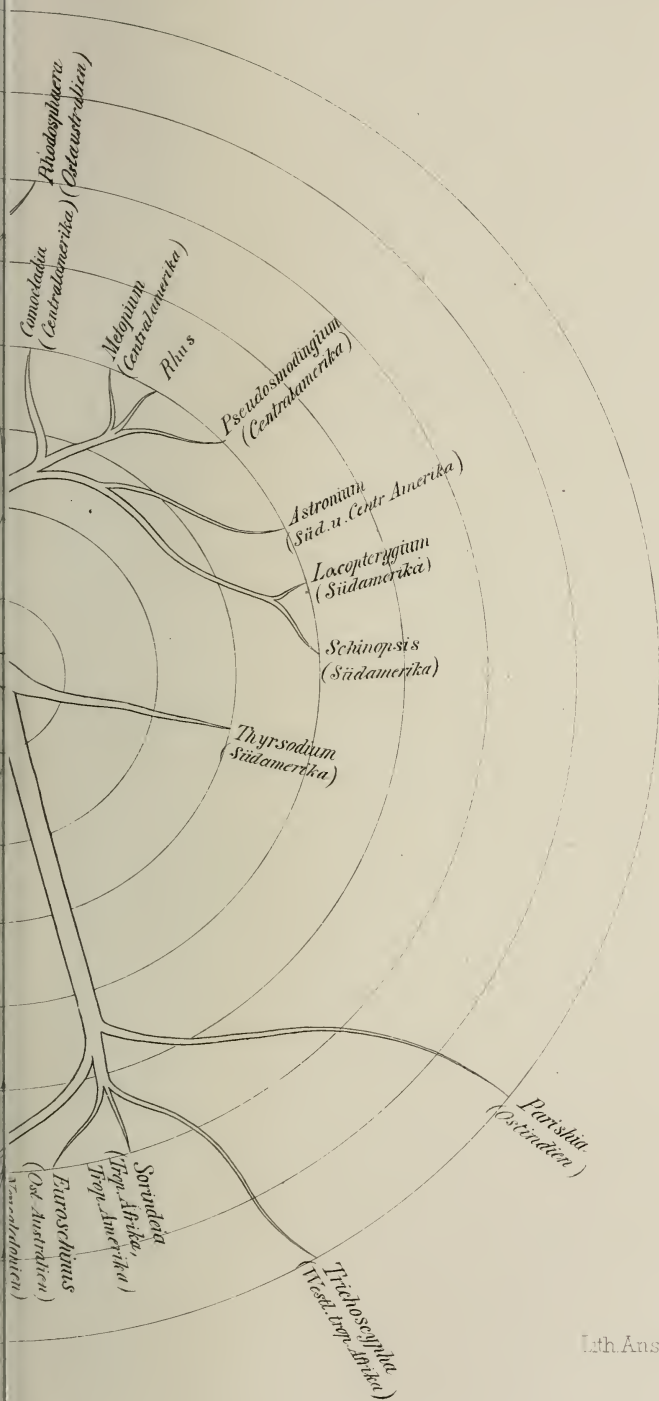 Rhodosphaera
(Ostaustralien)
Comocladia
(Centralamerika)
Metopium
(Centralamerika)
Rhus
Pseudosmodingium
(Centralamerika)
Astronium
(Süd. u. Centr Amerika)
Loxopterygium
(Südamerika)
Schinopsis
(Südamerika)
Thyrsodium
(Südamerika)
Parishia
(Ostindien)
Trichoscypha
(Westl. trop. Afrika)
Sorindeia
(Trop. Afrika,
Trop. Amerika)
Euroschinus
(Ost-Australien)
Lith. Ans